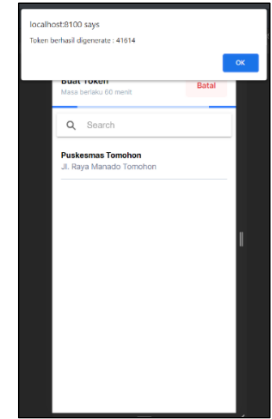 localhost:8100 says
Token berhasil digenerate : 41614
OK
Buat Token
Masa berlaku 60 menit
Batal
Search
Puskesmas Tomohon
Jl. Raya Manado Tomohon